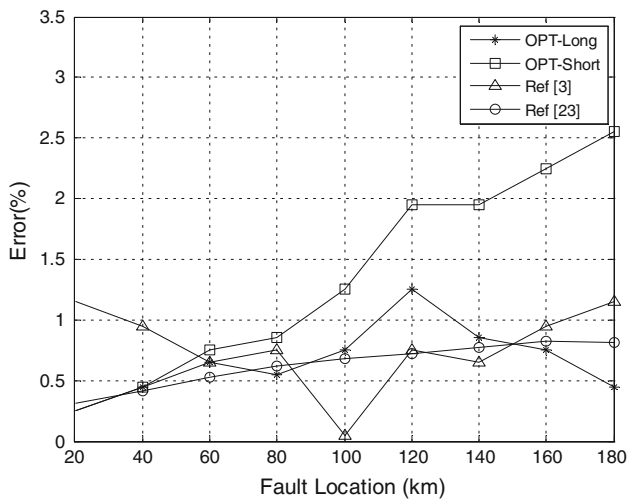 3.5
3
2.5
2
1.5
1
0.5
0
Error(%)
OPT-Long
OPT-Short
Ref [3]
Ref [23]
20 40 60 80 100 120 140 160 180
Fault Location (km)